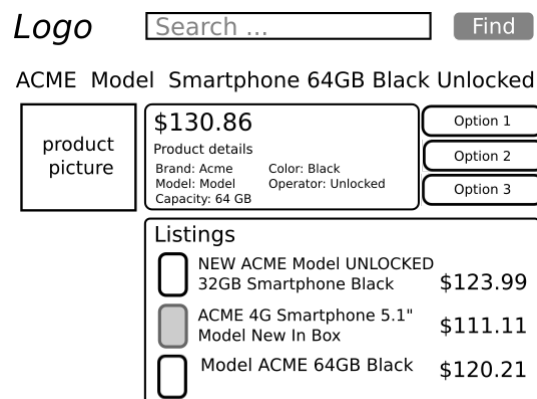 Logo
Search ...
Find
ACME Model Smartphone 64GB Black Unlocked
product
picture
$130.86
Product details
Brand: Acme
Color: Black
Model: Model
Operator: Unlocked
Capacity: 64 GB
Option 1
Option 2
Option 3
Listings
NEW ACME Model UNLOCKED
32GB Smartphone Black
$123.99
ACME 4G Smartphone 5.1"
Model New In Box
$111.11
Model ACME 64GB Black
$120.21